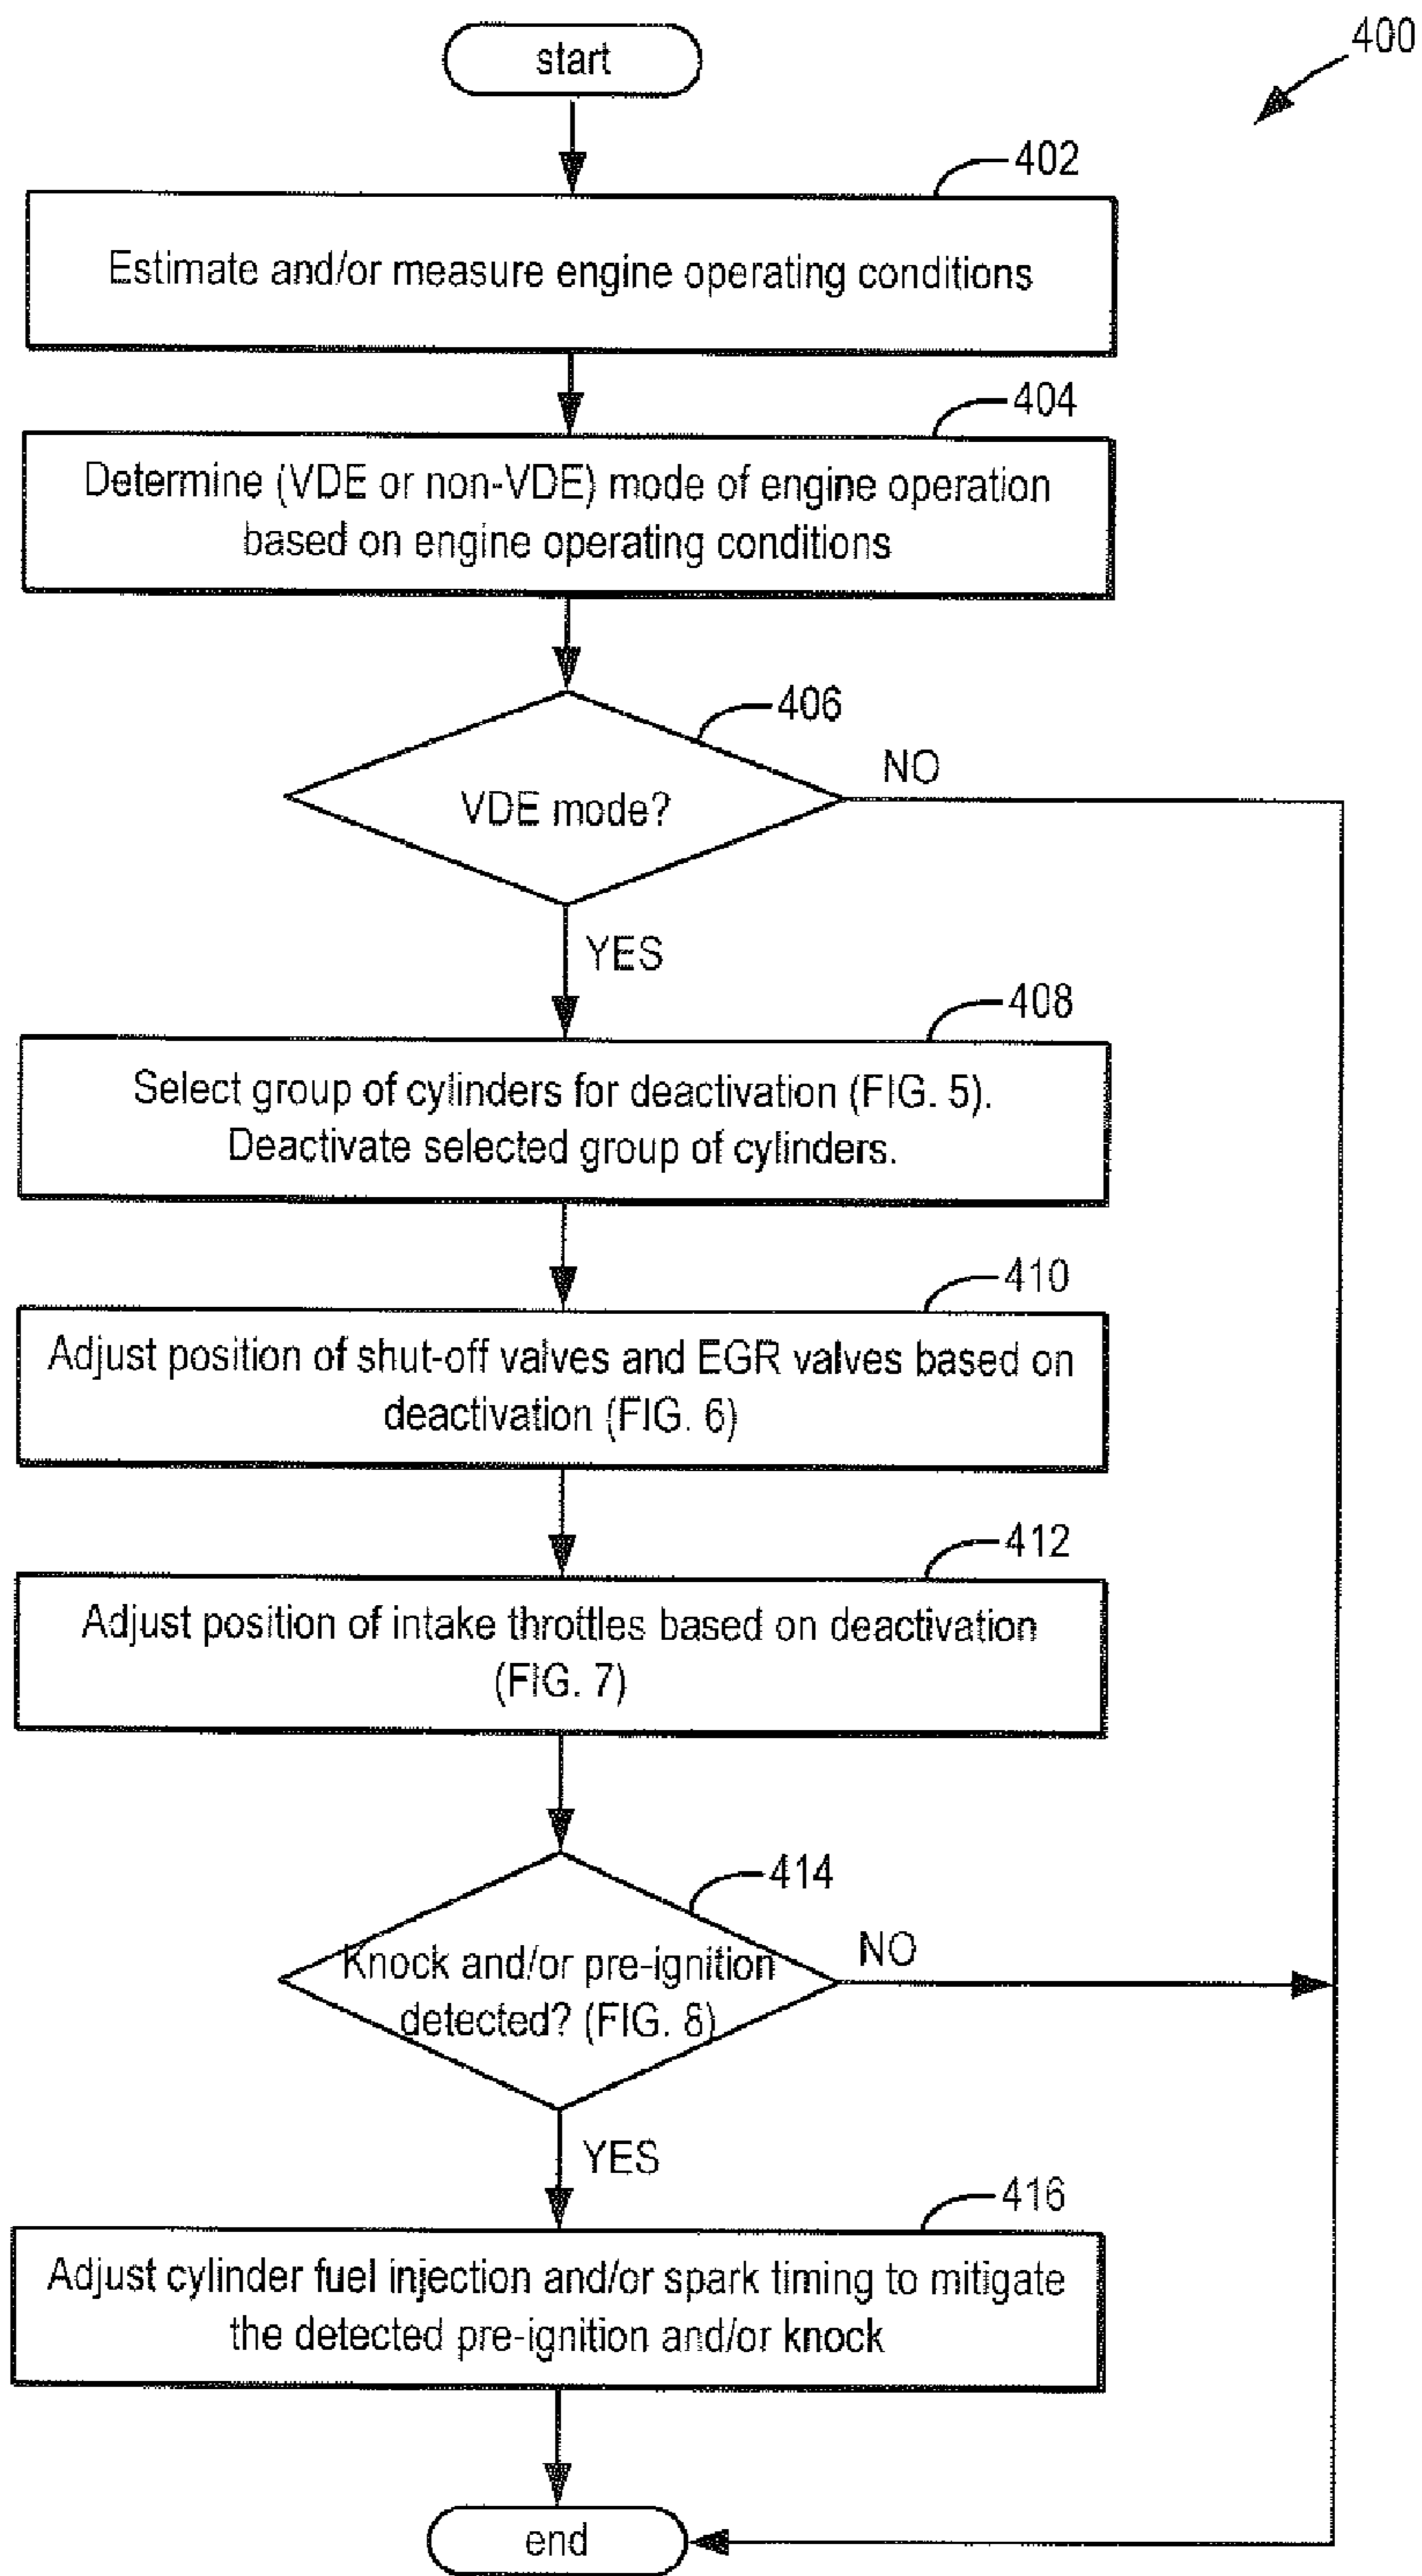 start
400
402
Estimate and/or measure engine operating conditions
404
Determine (VDE or non-VDE) mode of engine operation
based on engine operating conditions
406
VDE mode?
NO
YES
408
Select group of cylinders for deactivation (FIG. 5).
Deactivate selected group of cylinders.
410
Adjust position of shut-off valves and EGR valves based on
deactivation (FIG. 6)
412
Adjust position of intake throttles based on deactivation
(FIG. 7)
414
Knock and/or pre-ignition
detected? (FIG. 8)
NO
YES
416
Adjust cylinder fuel injection and/or spark timing to mitigate
the detected pre-ignition and/or knock
end